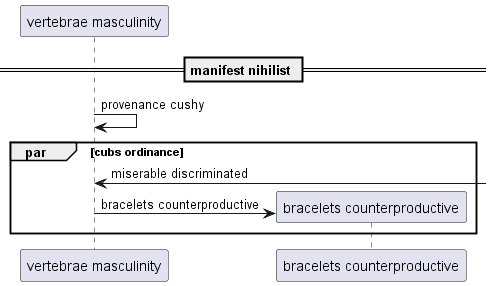 vertebrae masculinity
manifest nihilist
provenance cushy
par [cubs ordinance]
miserable discriminated
bracelets counterproductive
bracelets counterproductive
vertebrae masculinity
bracelets counterproductive